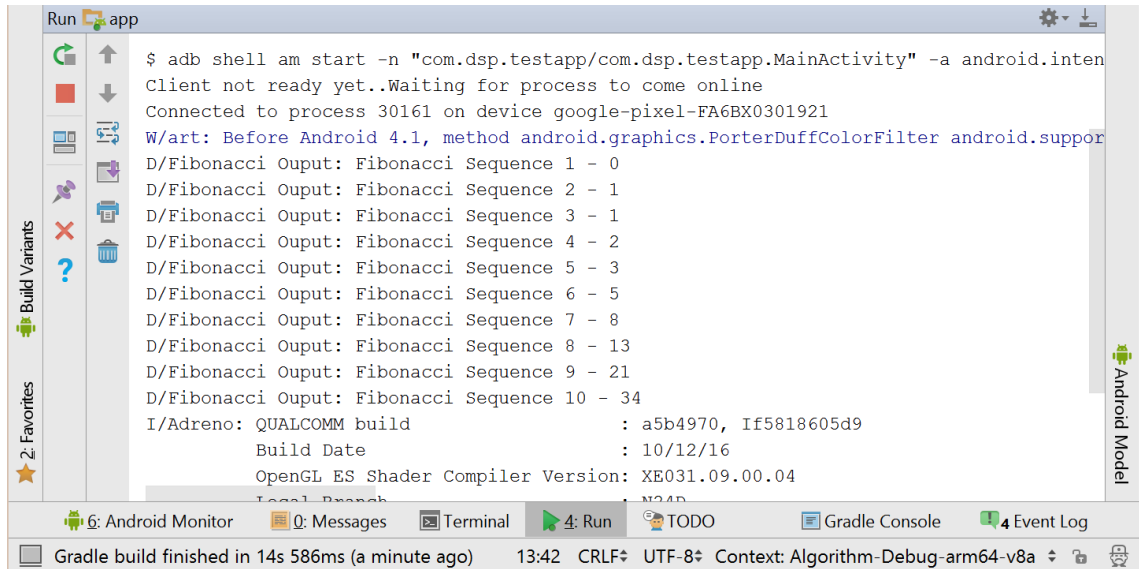 Run app
$ adb shell am start -n "com.dsp.testapp/com.dsp.testapp.MainActivity" -a android.inten
Client not ready yet..Waiting for process to come online
Connected to process 30161 on device google-pixel-FA6BX0301921
W/art: Before Android 4.1, method android.graphics.PorterDuffColorFilter android.suppor
D/Fibonacci Ouput: Fibonacci Sequence 1 - 0
D/Fibonacci Ouput: Fibonacci Sequence 2 - 1
D/Fibonacci Ouput: Fibonacci Sequence 3 - 1
D/Fibonacci Ouput: Fibonacci Sequence 4 - 2
D/Fibonacci Ouput: Fibonacci Sequence 5 - 3
D/Fibonacci Ouput: Fibonacci Sequence 6 - 5
D/Fibonacci Ouput: Fibonacci Sequence 7 - 8
D/Fibonacci Ouput: Fibonacci Sequence 8 - 13
D/Fibonacci Ouput: Fibonacci Sequence 9 - 21
D/Fibonacci Ouput: Fibonacci Sequence 10 - 34
I/Adreno: QUALCOMM build : a5b4970, If5818605d9
Build Date : 10/12/16
OpenGL ES Shader Compiler Version: XE031.09.00.04
Local Branch : N24D
Build Variants
2: Favorites
Android Model
6: Android Monitor 0: Messages Terminal 4: Run TODO Gradle Console 4 Event Log
Gradle build finished in 14s 586ms (a minute ago) 13:42 CRLF UTF-8 Context: Algorithm-Debug-arm64-v8a